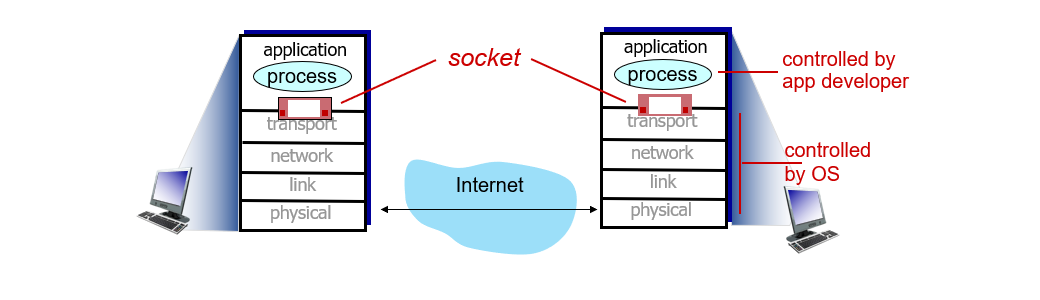 application
process
transport
network
link
physical
socket
Internet
application
process
transport
network
link
physical
controlled by
app developer
controlled
by OS